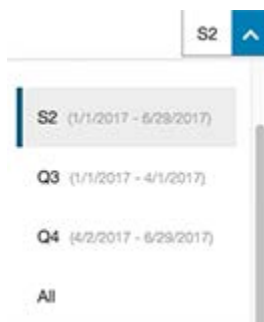 S2
S2 (1/1/2017 - 6/29/2017)
Q3 (1/1/2017 - 4/1/2017)
Q4 (4/2/2017 - 6/29/2017)
All